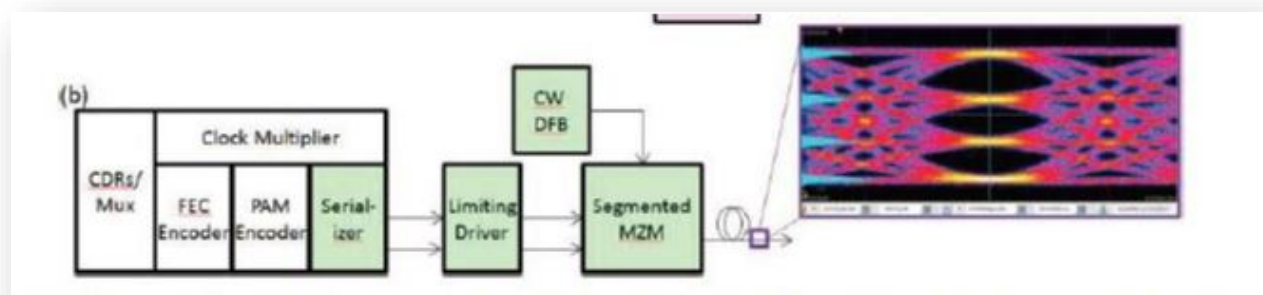 (b)
CDRs/
Mux
Clock Multiplier
FEC
Encoder
PAM
Encoder
Serial-
izer
Limiting
Driver
CW
DFB
Segmented
MZM